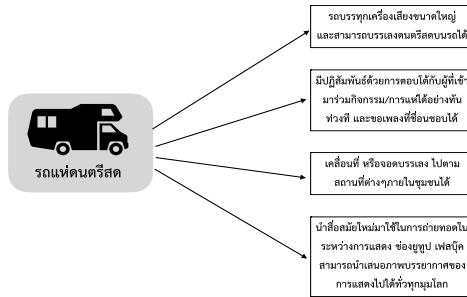 รถบรรทุกเครื่องเสียงขนาดใหญ่
และสามารถบรรเลงดนตรีสดบนรถได้
มีปฏิสัมพันธ์ด้วยการตอบโต้กับผู้ที่เข้า
มาร่วมกิจกรรม/การแห่ได้อย่างทัน
ท่วงที และขอเพลงที่ชื่นชอบได้
รถแห่ดนตรีสด
เคลื่อนที่ หรือจอดบรรเลง ไปตาม
สถานที่ต่างๆภายในชุมชนได้
นำสื่อสมัยใหม่มาใช้ในการถ่ายทอดใน
ระหว่างการแสดง ช่องยูทูป เฟสบุ๊ค
สามารถนำเสนอภาพบรรยากาศของ
การแสดงไปได้ทั่วทุกมุมโลก